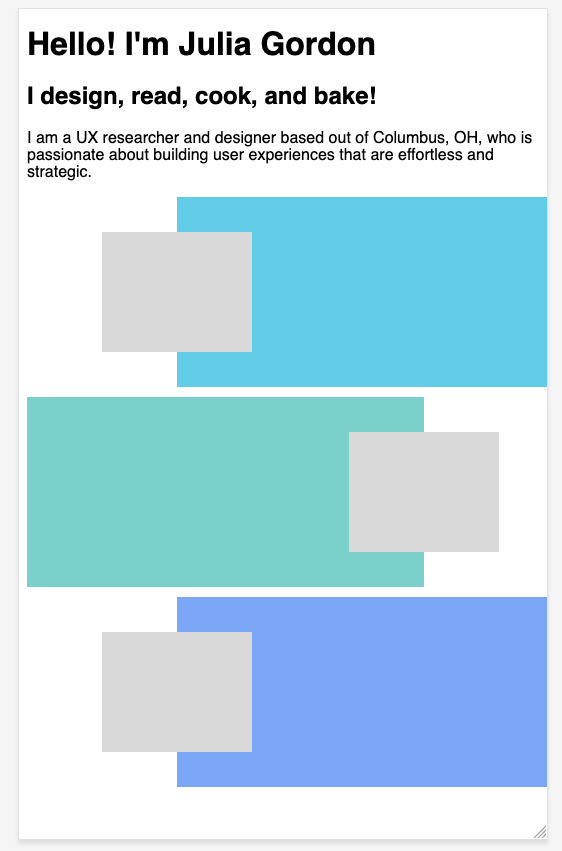 Hello! I'm Julia Gordon
I design, read, cook, and bake!
I am a UX researcher and designer based out of Columbus, OH, who is
passionate about building user experiences that are effortless and
strategic.